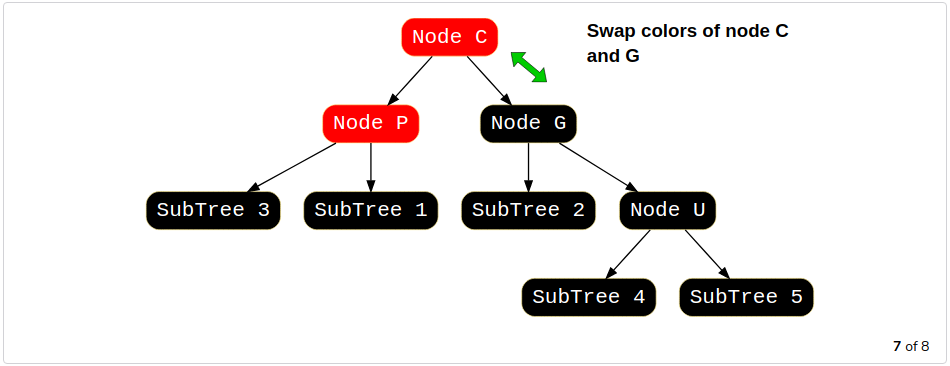 Node C
Swap colors of node C
and G
Node P
Node G
SubTree 3
SubTree 1
SubTree 2
Node U
SubTree 4
SubTree 5
7 of 8